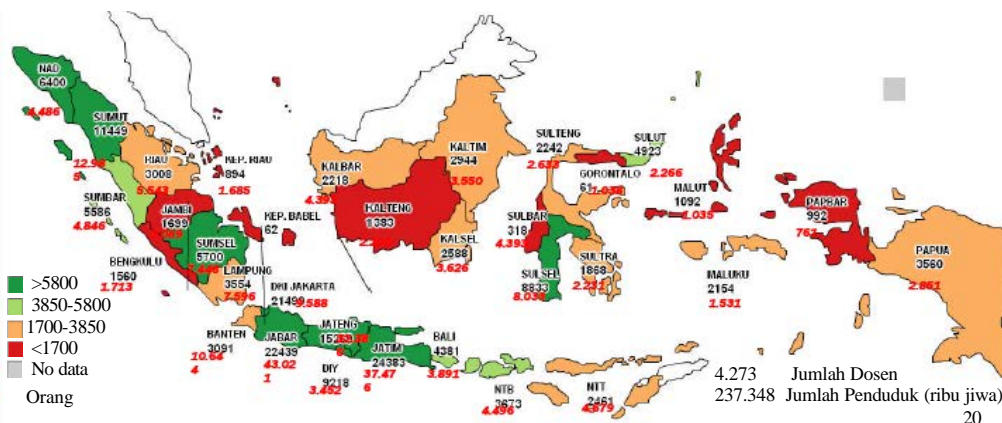 NAD
6400
4.486
SUMUT
11449
12.98
5
RIAU
3008
5.543
KEP. RIAU
894
1.685
SUMBAR
5586
4.846
JAMBI
1699
KEP. BABEL
62
SUMSEL
5700
7.446
BENGKULU
1560
1.713
LAMPUNG
3554
7.596
DKI JAKARTA
21499
9.588
BANTEN
3091
10.64
4
JABAR
22439
43.02
1
JATENG
DIY
9218
3.452
JATIM
24383
37.47
6
BALI
4381
3.891
NTB
3673
4.496
NTT
2461
4.679
KALBAR
2218
KALTENG
1383
KALTIM
2944
3.550
KALSEL
2588
3.626
SULTENG
2242
2.633
GORONTALO
61
1.038
SULUT
4923
2.266
SULBAR
318
4.393
SULSEL
8833
SULTRA
1868
2.231
MALUT
1092
1.035
MALUKU
2154
1.531
PAPBAR
992
761
PAPUA
3560
2.851
>5800
3850-5800
1700-3850
<1700
No data
Orang
4.273 Jumlah Dosen
237.348 Jumlah Penduduk (ribu jiwa)
20